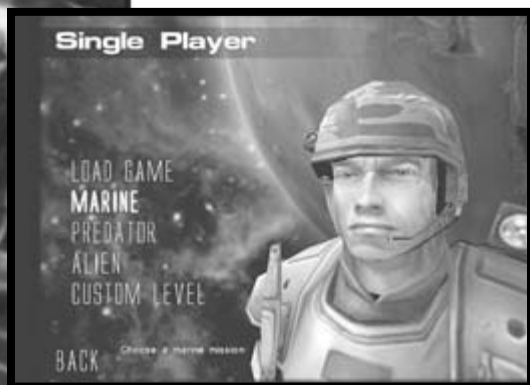 Single Player
LOAD GAME
MARINE
PREDATOR
ALIEN
CUSTOM LEVEL
BACK
Choose a marine mission